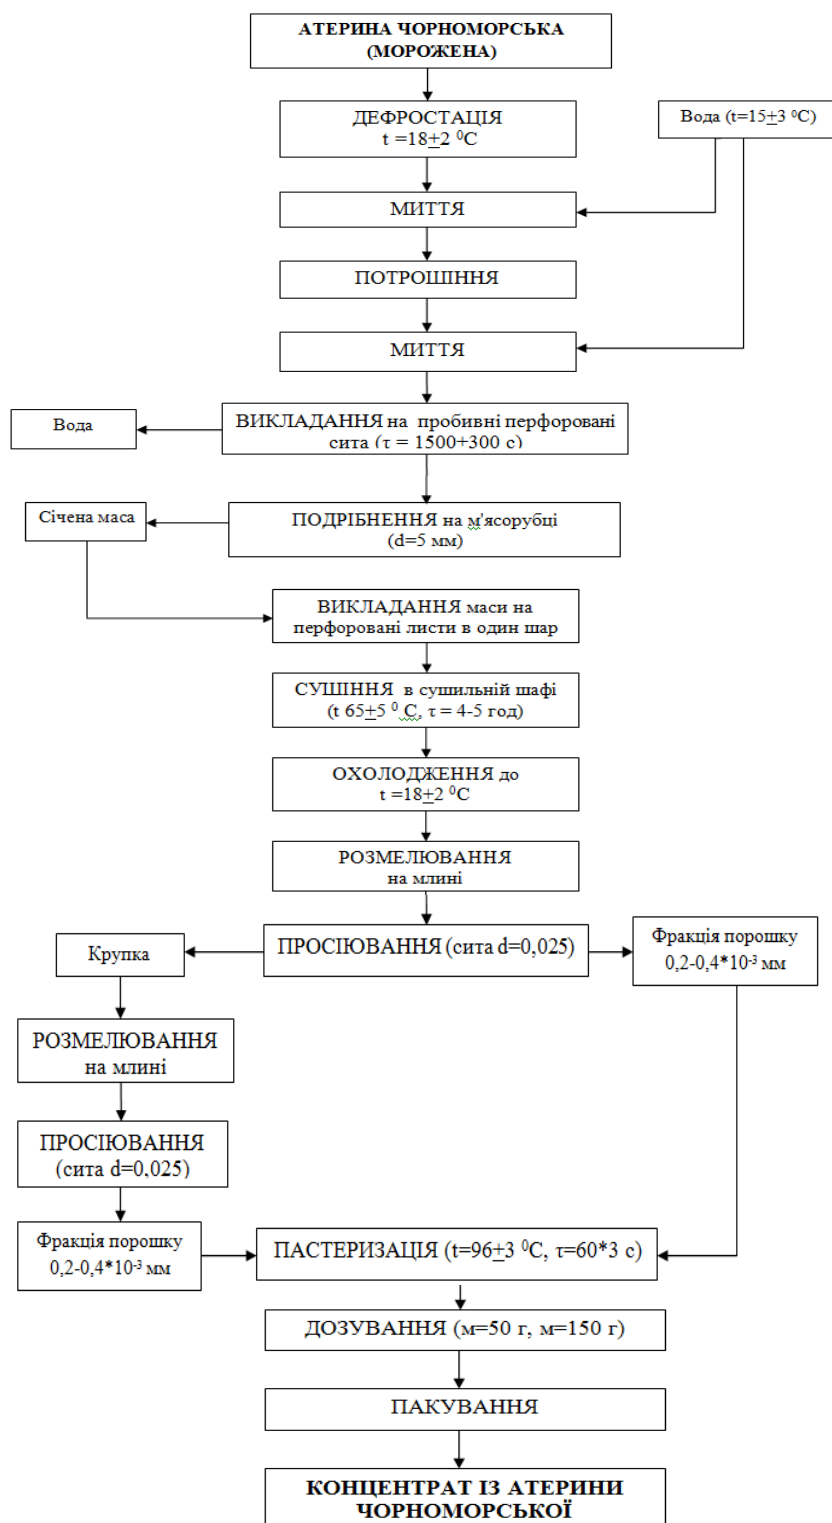 АТЕРИНА ЧОРНОМОРСЬКА
(МОРОЖЕНА)
ДЕФРОСТАЦІЯ
t =18±2 ⁰С
Вода (t=15±3 ⁰С)
МИТТЯ
ПОТРОШІННЯ
МИТТЯ
ВИКЛАДАННЯ на пробивні перфоровані
сита (τ = 1500+300 с)
Вода
ПОДРІБНЕННЯ на м'ясорубці
(d=5 мм)
Січена маса
ВИКЛАДАННЯ маси на
перфоровані листи в один шар
СУШІННЯ в сушильній шафі
(t 65±5 ⁰ С, τ = 4-5 год)
ОХОЛОДЖЕННЯ до
t =18±2 ⁰С
РОЗМЕЛЮВАННЯ
на млині
ПРОСІЮВАННЯ (сита d=0,025)
Крупка
Фракція порошку
0,2-0,4*10⁻³ мм
РОЗМЕЛЮВАННЯ
на млині
ПРОСІЮВАННЯ
(сита d=0,025)
Фракція порошку
0,2-0,4*10⁻³ мм
ПАСТЕРИЗАЦІЯ (t=96±3 ⁰С, τ=60*3 с)
ДОЗУВАННЯ (м=50 г, м=150 г)
ПАКУВАННЯ
КОНЦЕНТРАТ ІЗ АТЕРИНИ
ЧОРНОМОРСЬКОЇ